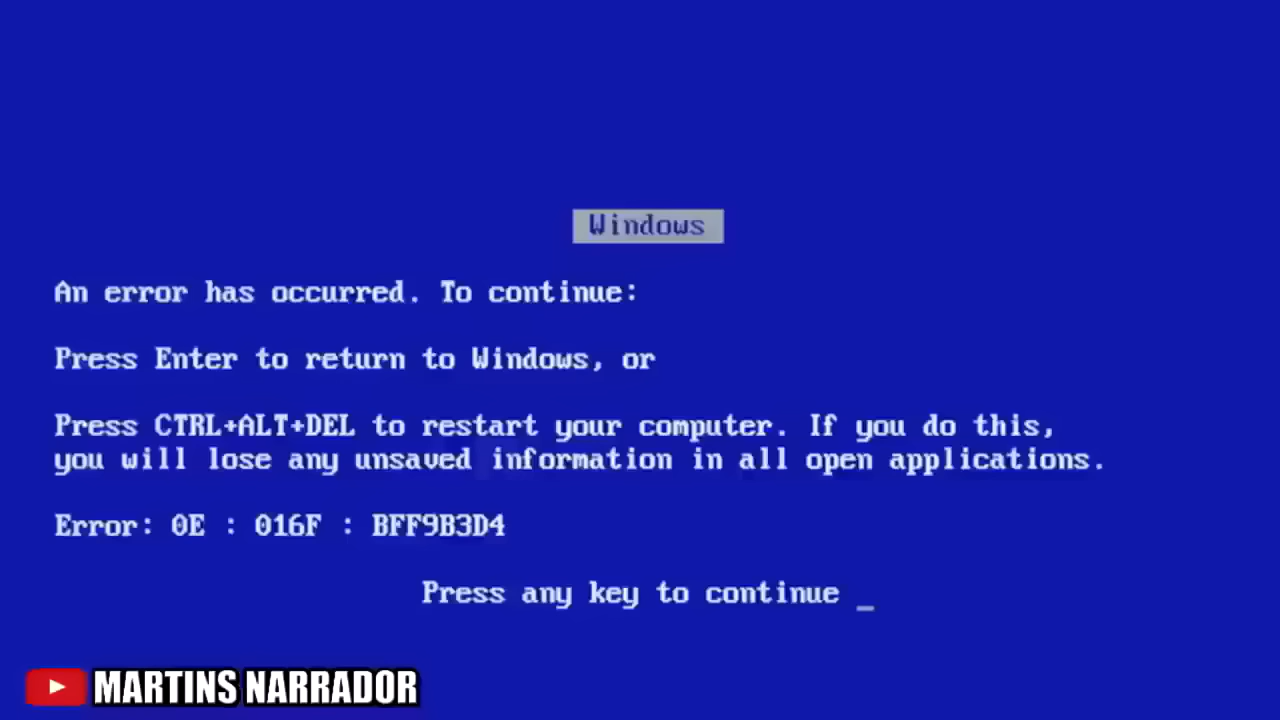 Windows
An error has occurred. To continue:
Press Enter to return to Windows, or
Press CTRL+ALT+DEL to restart your computer. If you do this,
you will lose any unsaved information in all open applications.
Error: 0E : 016F : BFF9B3D4
Press any key to continue _
MARTINS NARRADOR